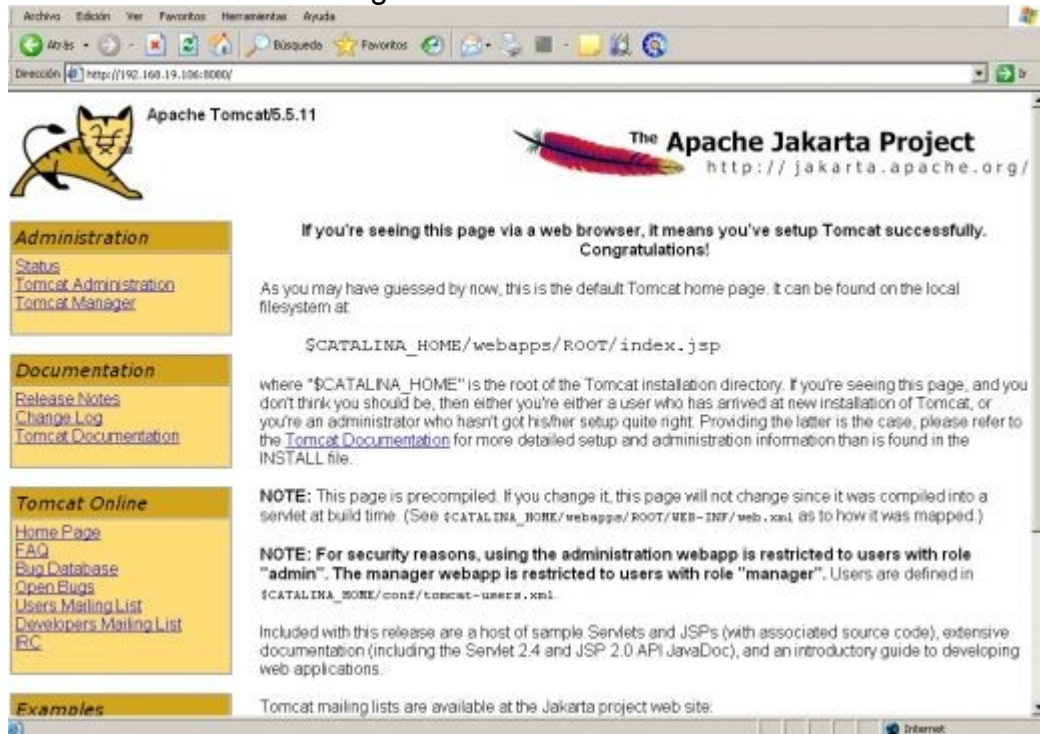 Archivo Edición Ver Favoritos Herramientas Ayuda
Atrás Búsqueda Favoritos
Dirección http://192.168.19.106:8080/ Ir
Apache Tomcat/5.5.11
The Apache Jakarta Project
http://jakarta.apache.org/
Administration
Status
Tomcat Administration
Tomcat Manager
Documentation
Release Notes
Change Log
Tomcat Documentation
Tomcat Online
Home Page
FAQ
Bug Database
Open Bugs
Users Mailing List
Developers Mailing List
IRC
Examples
If you're seeing this page via a web browser, it means you've setup Tomcat successfully.
Congratulations!
As you may have guessed by now, this is the default Tomcat home page. It can be found on the local
filesystem at:
$CATALINA_HOME/webapps/ROOT/index.jsp
where "$CATALINA_HOME" is the root of the Tomcat installation directory. If you're seeing this page, and you
don't think you should be, then either you're either a user who has arrived at new installation of Tomcat, or
you're an administrator who hasn't got his/her setup quite right. Providing the latter is the case, please refer to
the Tomcat Documentation for more detailed setup and administration information than is found in the
INSTALL file.
NOTE: This page is precompiled. If you change it, this page will not change since it was compiled into a
servlet at build time. (See $CATALINA_HOME/webapps/ROOT/WEB-INF/web.xml as to how it was mapped.)
NOTE: For security reasons, using the administration webapp is restricted to users with role
"admin". The manager webapp is restricted to users with role "manager". Users are defined in
$CATALINA_HOME/conf/tomcat-users.xml.
Included with this release are a host of sample Servlets and JSPs (with associated source code), extensive
documentation (including the Servlet 2.4 and JSP 2.0 API JavaDoc), and an introductory guide to developing
web applications.
Tomcat mailing lists are available at the Jakarta project web site:
Internet